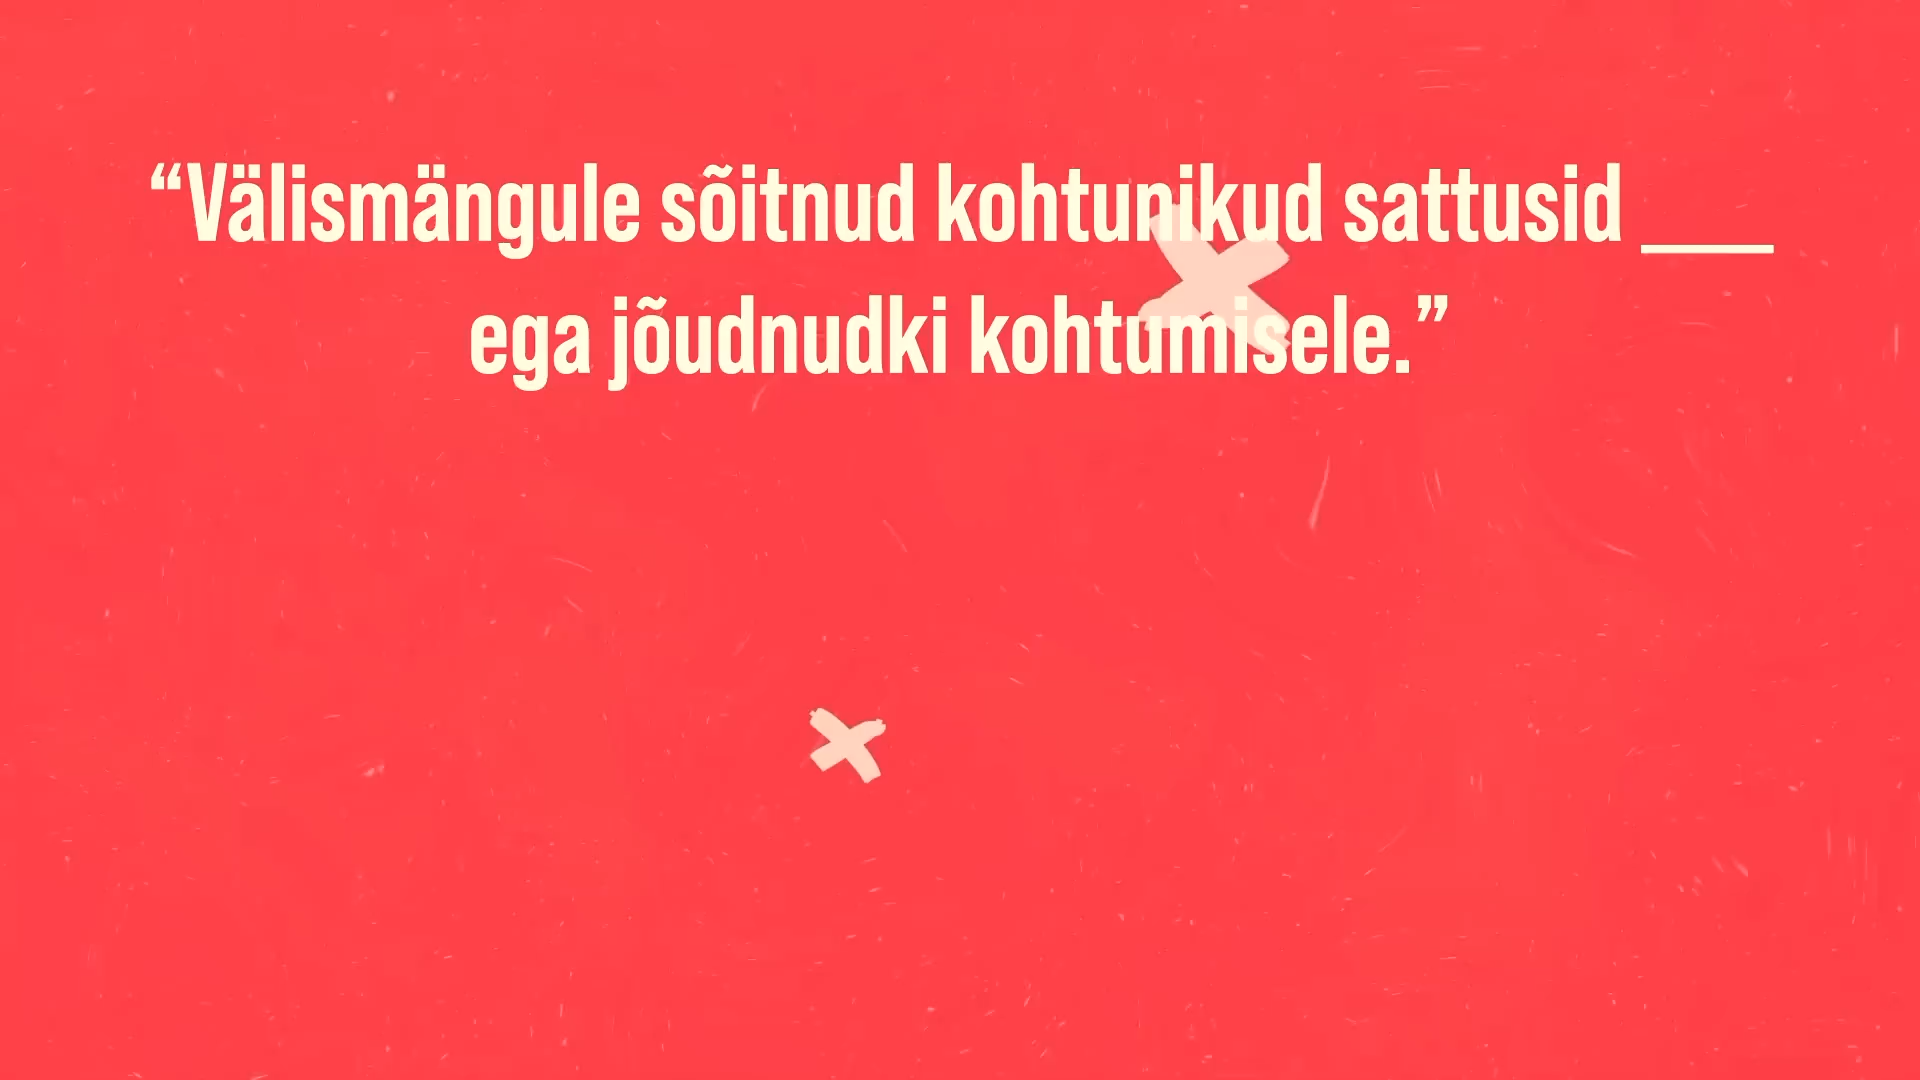 “Välismängule sõitnud kohtunikud sattusid ___
ega jõudnudki kohtumisele.”